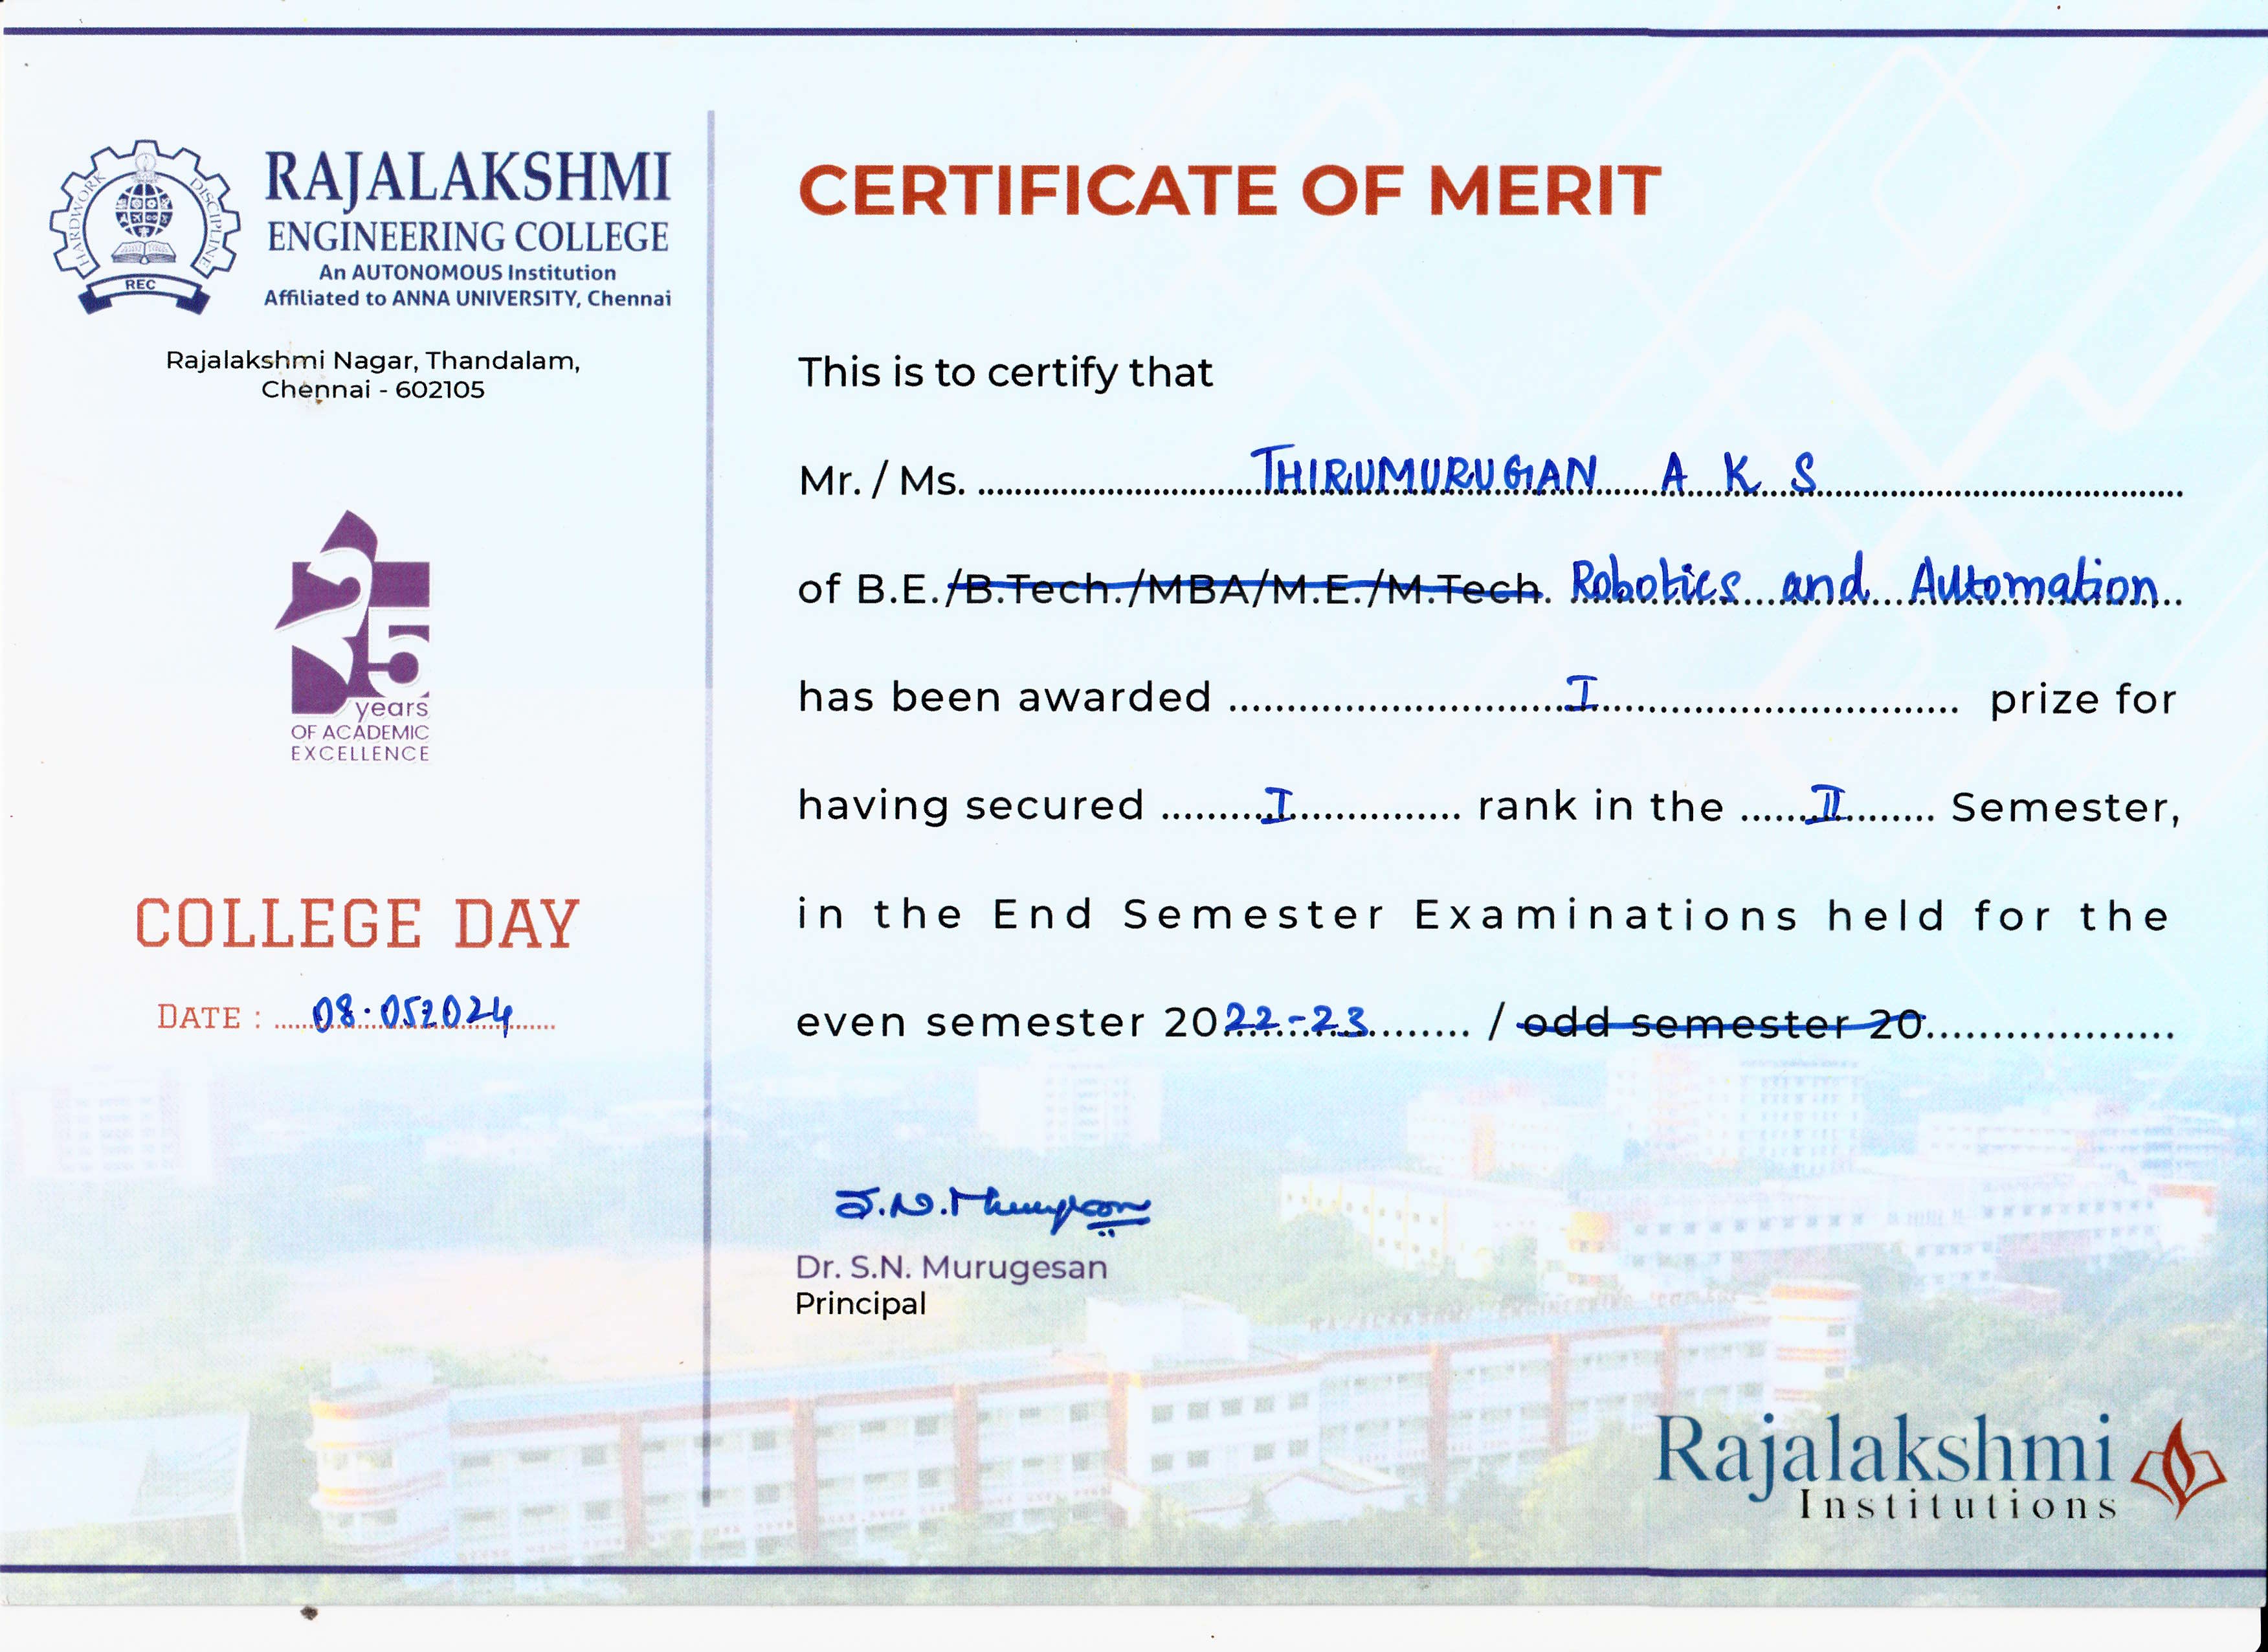 RAJALAKSHMI
ENGINEERING COLLEGE
An AUTONOMOUS Institution
Affiliated to ANNA UNIVERSITY, Chennai
HARDWORK
DISCIPLINE
REC
Rajalakshmi Nagar, Thandalam,
Chennai - 602105
25
years
OF ACADEMIC
EXCELLENCE
COLLEGE DAY
DATE : 08.052024
CERTIFICATE OF MERIT
This is to certify that
Mr. / Ms. THIRUMURUGAN A K S
of B.E./B.Tech./MBA/M.E./M.Tech. Robotics and Automation
has been awarded I prize for
having secured I rank in the II Semester,
in the End Semester Examinations held for the
even semester 2022-23 / odd semester 20
S.N. Murugesan
Dr. S.N. Murugesan
Principal
RAJALAKSHMI ENGINEERING COLLEGE
Rajalakshmi
Institutions